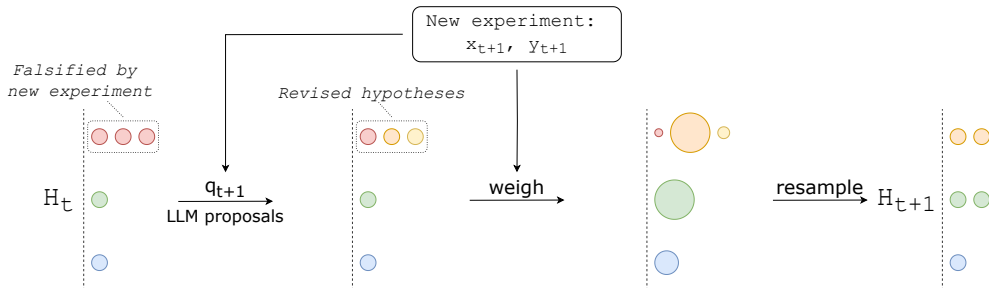 New experiment:
x_{t+1}, y_{t+1}
Falsified by
new experiment
Revised hypotheses
H_t
q_{t+1}
LLM proposals
weigh
resample
H_{t+1}